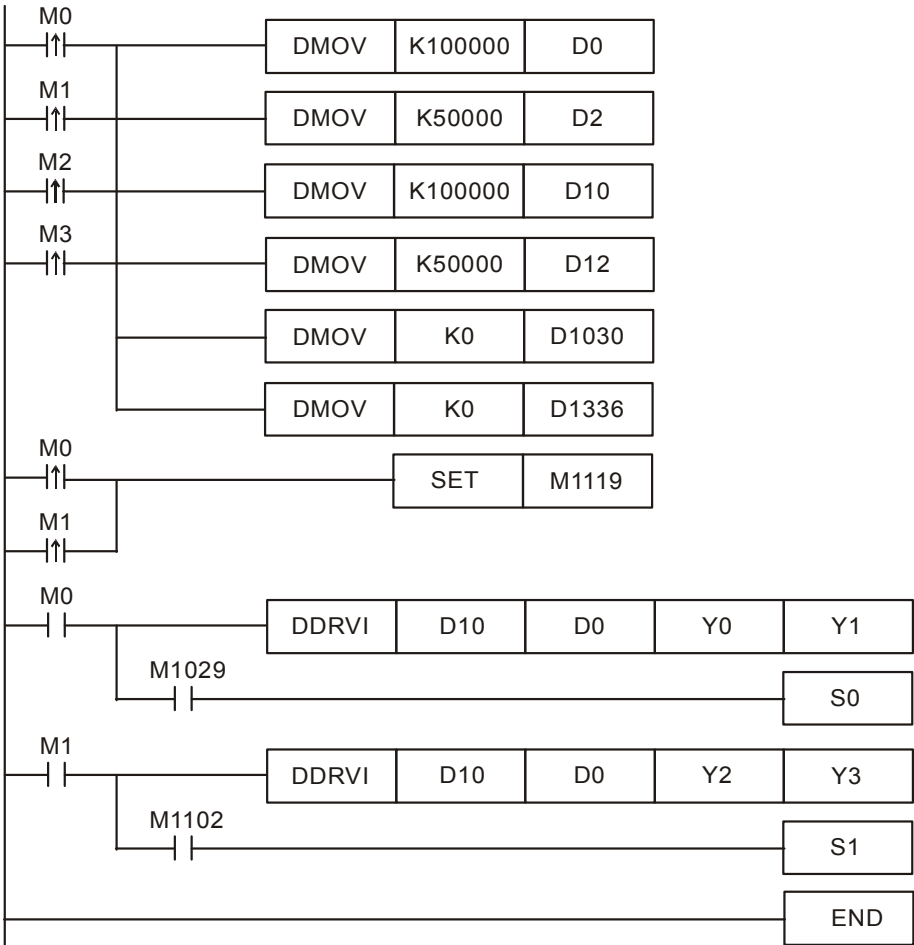 M0
DMOV K100000 D0
M1
DMOV K50000 D2
M2
DMOV K100000 D10
M3
DMOV K50000 D12
DMOV K0 D1030
DMOV K0 D1336
M0
SET M1119
M1
M0
DDRVI D10 D0 Y0 Y1
M1029
S0
M1
DDRVI D10 D0 Y2 Y3
M1102
S1
END